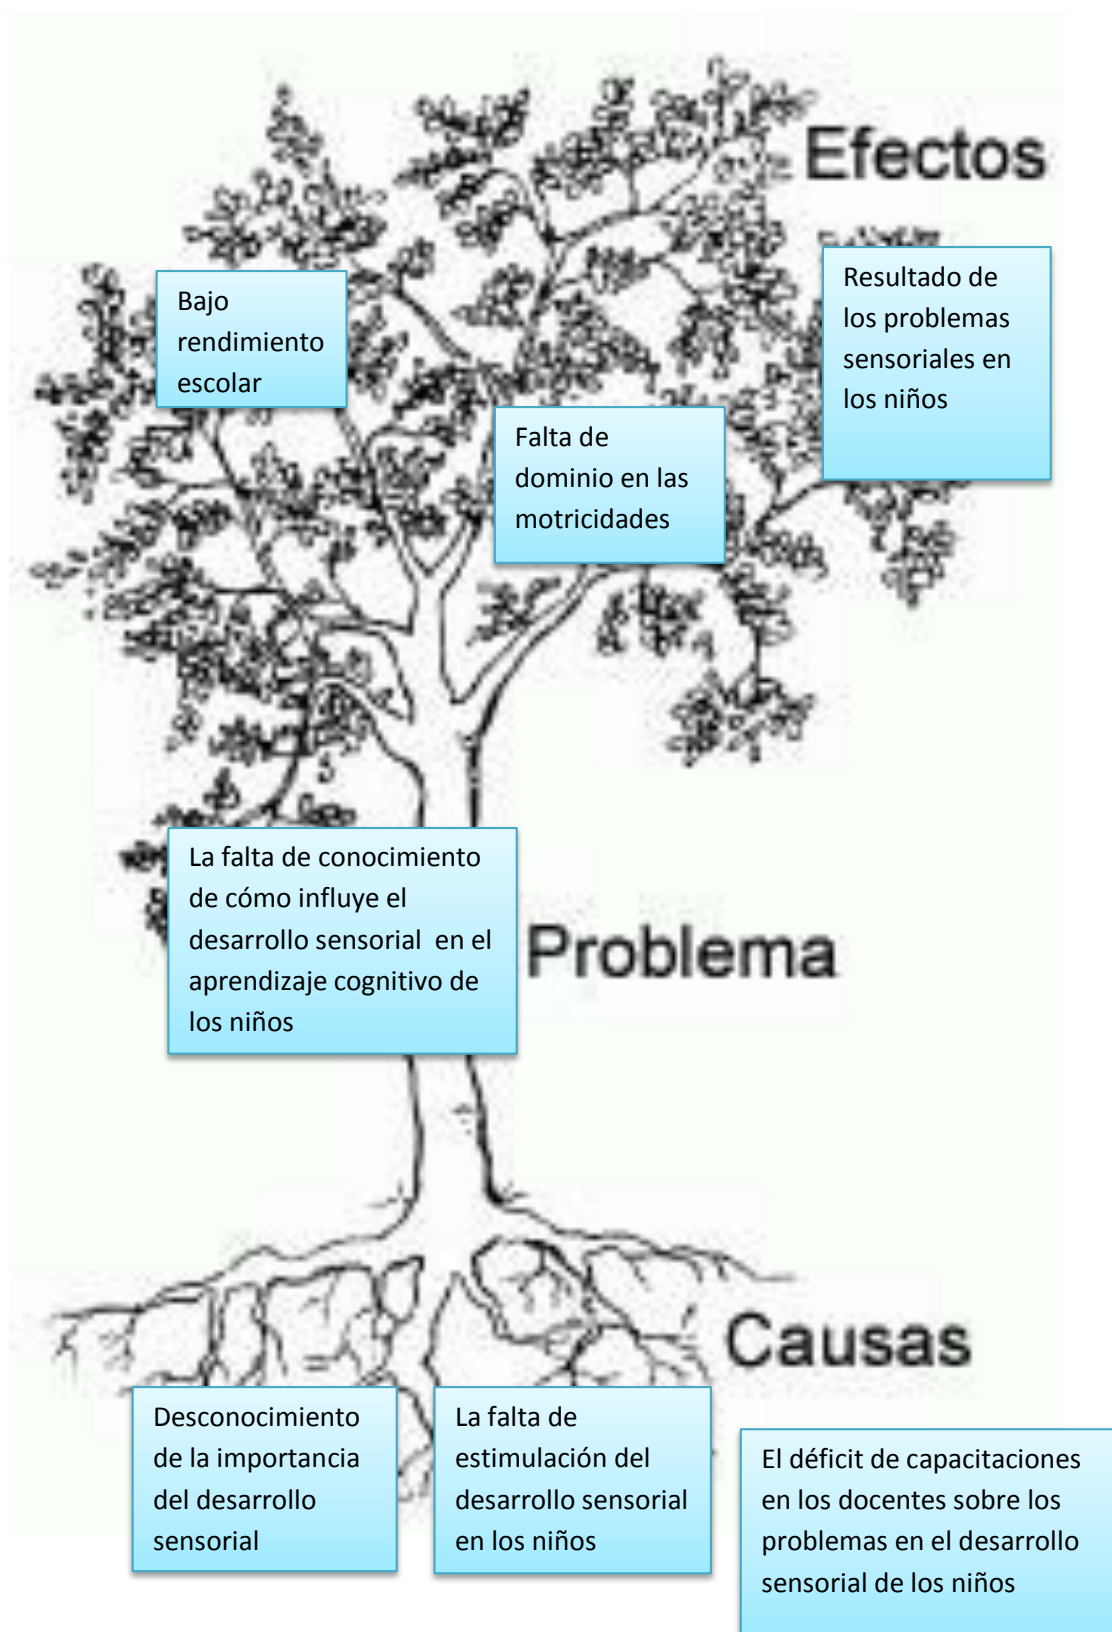 Efectos
Bajo
rendimiento
escolar
Resultado de
los problemas
sensoriales en
los niños
Falta de
dominio en las
motricidades
La falta de conocimiento
de cómo influye el
desarrollo sensorial en el
aprendizaje cognitivo de
los niños
Problema
Causas
Desconocimiento
de la importancia
del desarrollo
sensorial
La falta de
estimulación del
desarrollo sensorial
en los niños
El déficit de capacitaciones
en los docentes sobre los
problemas en el desarrollo
sensorial de los niños